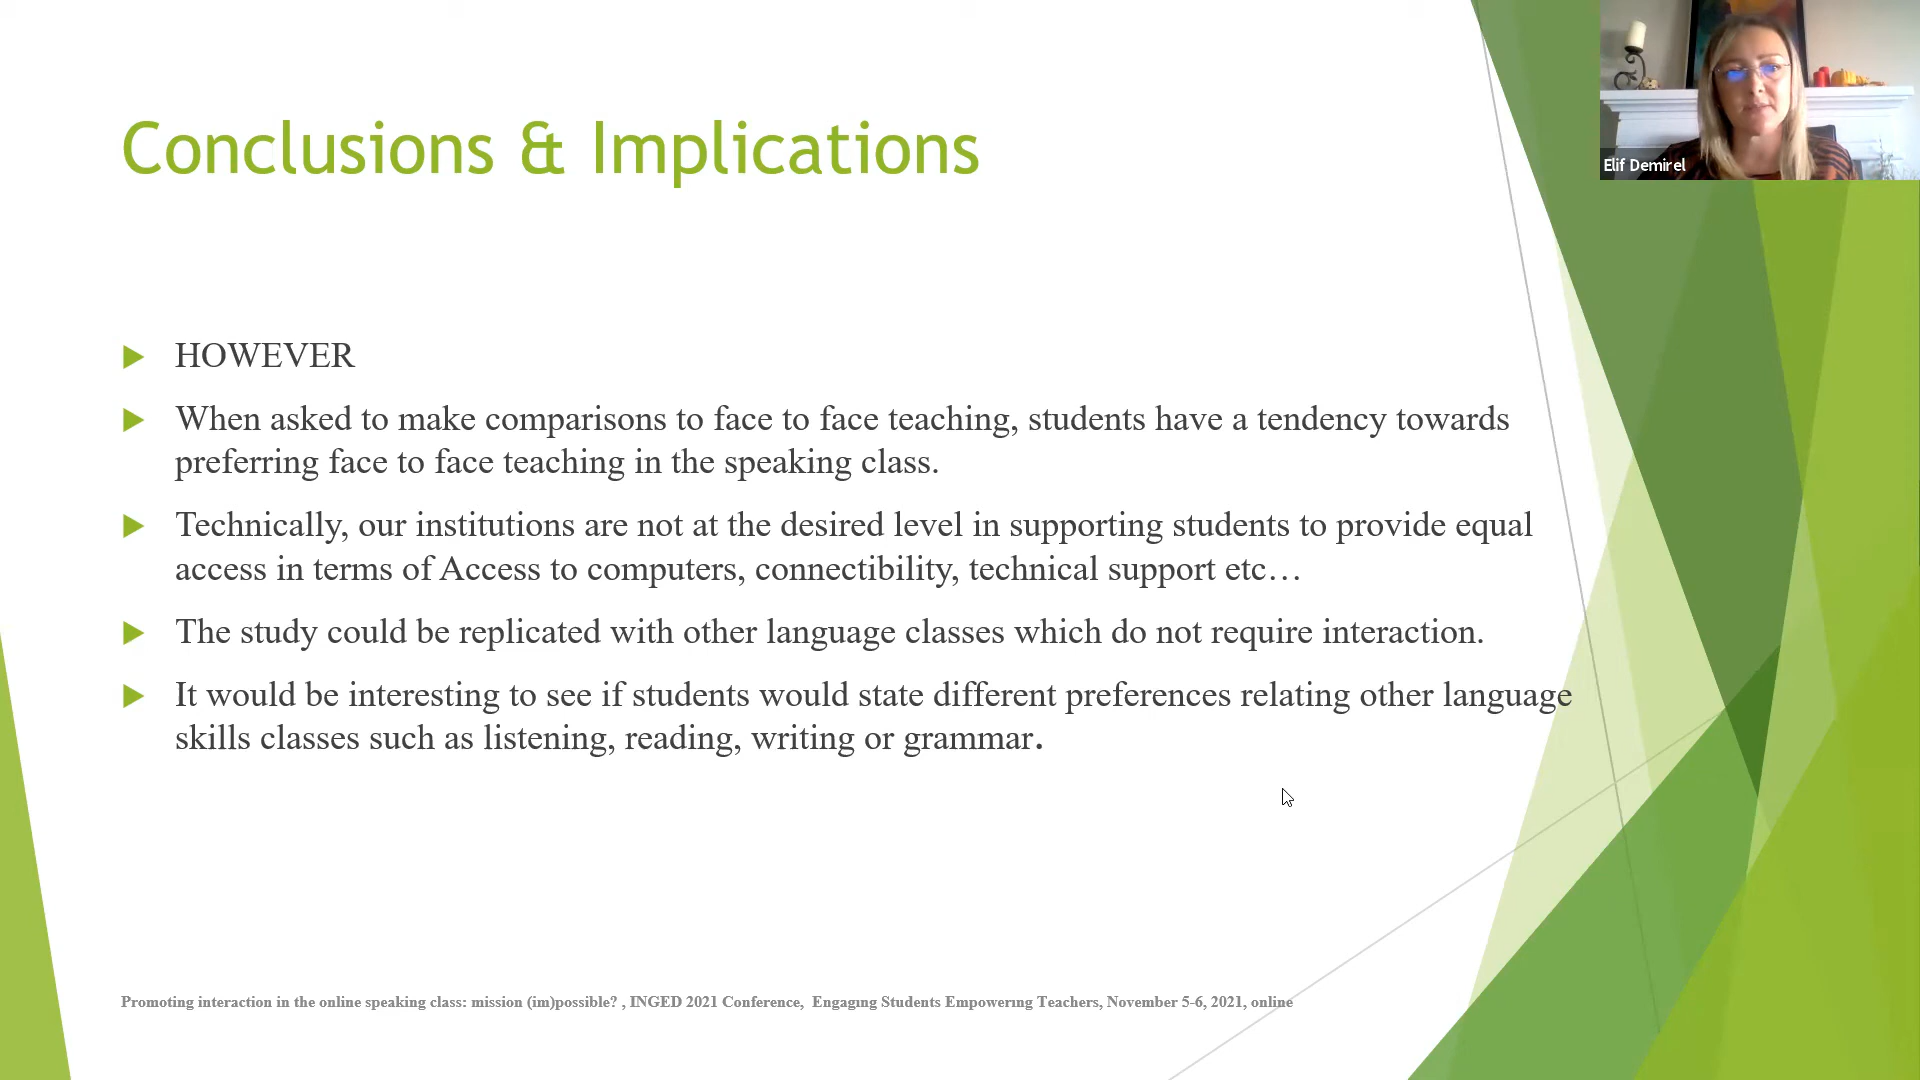 Conclusions & Implications
HOWEVER
When asked to make comparisons to face to face teaching, students have a tendency towards
preferring face to face teaching in the speaking class.
Technically, our institutions are not at the desired level in supporting students to provide equal
access in terms of Access to computers, connectibility, technical support etc…
The study could be replicated with other language classes which do not require interaction.
It would be interesting to see if students would state different preferences relating other language
skills classes such as listening, reading, writing or grammar.
Promoting interaction in the online speaking class: mission (im)possible? , INGED 2021 Conference, Engagıng Students Empowerıng Teachers, November 5-6, 2021, online
Elif Demirel